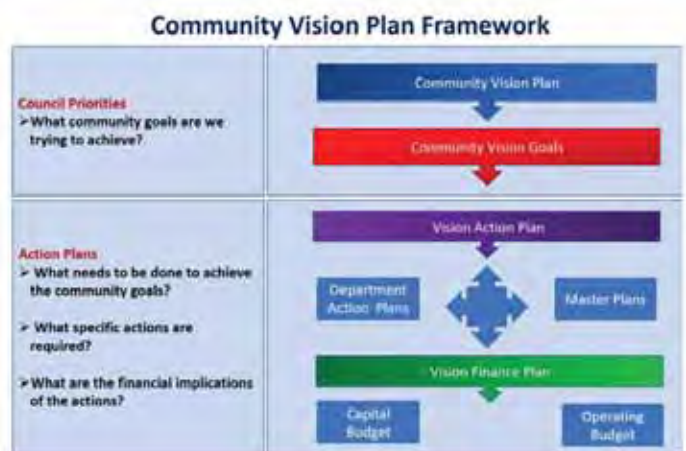 Community Vision Plan Framework
Council Priorities
➢What community goals are we
trying to achieve?
Community Vision Plan
Community Vision Goals
Action Plans
➢ What needs to be done to achieve
the community goals?
➢ What specific actions are
required?
➢What are the financial implications
of the actions?
Vision Action Plan
Department
Action Plans
Master Plans
Vision Finance Plan
Capital
Budget
Operating
Budget